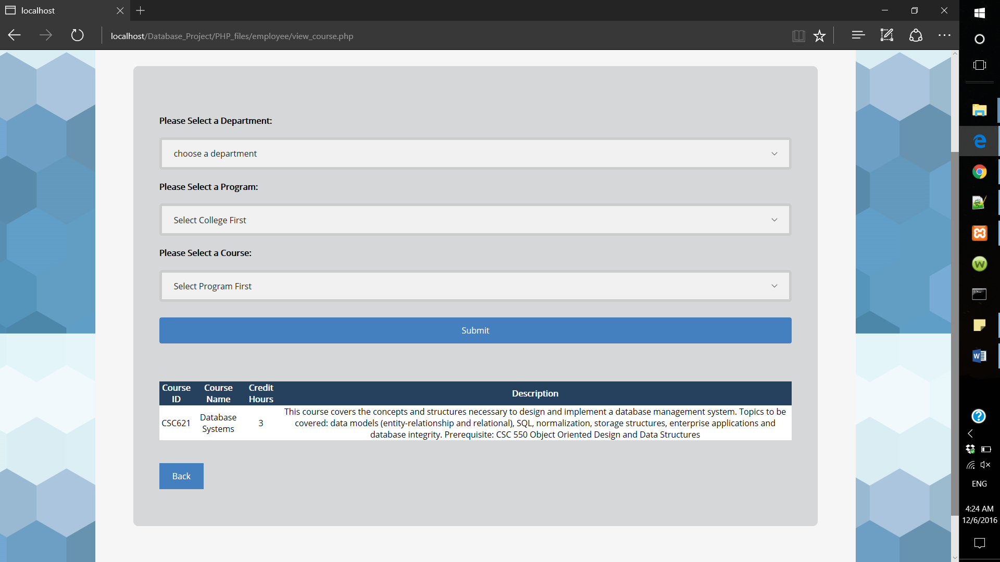 localhost
localhost/Database_Project/PHP_files/employee/view_course.php
Please Select a Department:
choose a department
Please Select a Program:
Select College First
Please Select a Course:
Select Program First
Submit
Course ID Course Name Credit Hours Description
CSC621 Database Systems 3 This course covers the concepts and structures necessary to design and implement a database management system. Topics to be
covered: data models (entity-relationship and relational), SQL, normalization, storage structures, enterprise applications and
database integrity. Prerequisite: CSC 550 Object Oriented Design and Data Structures
Back
ENG
4:24 AM
12/6/2016